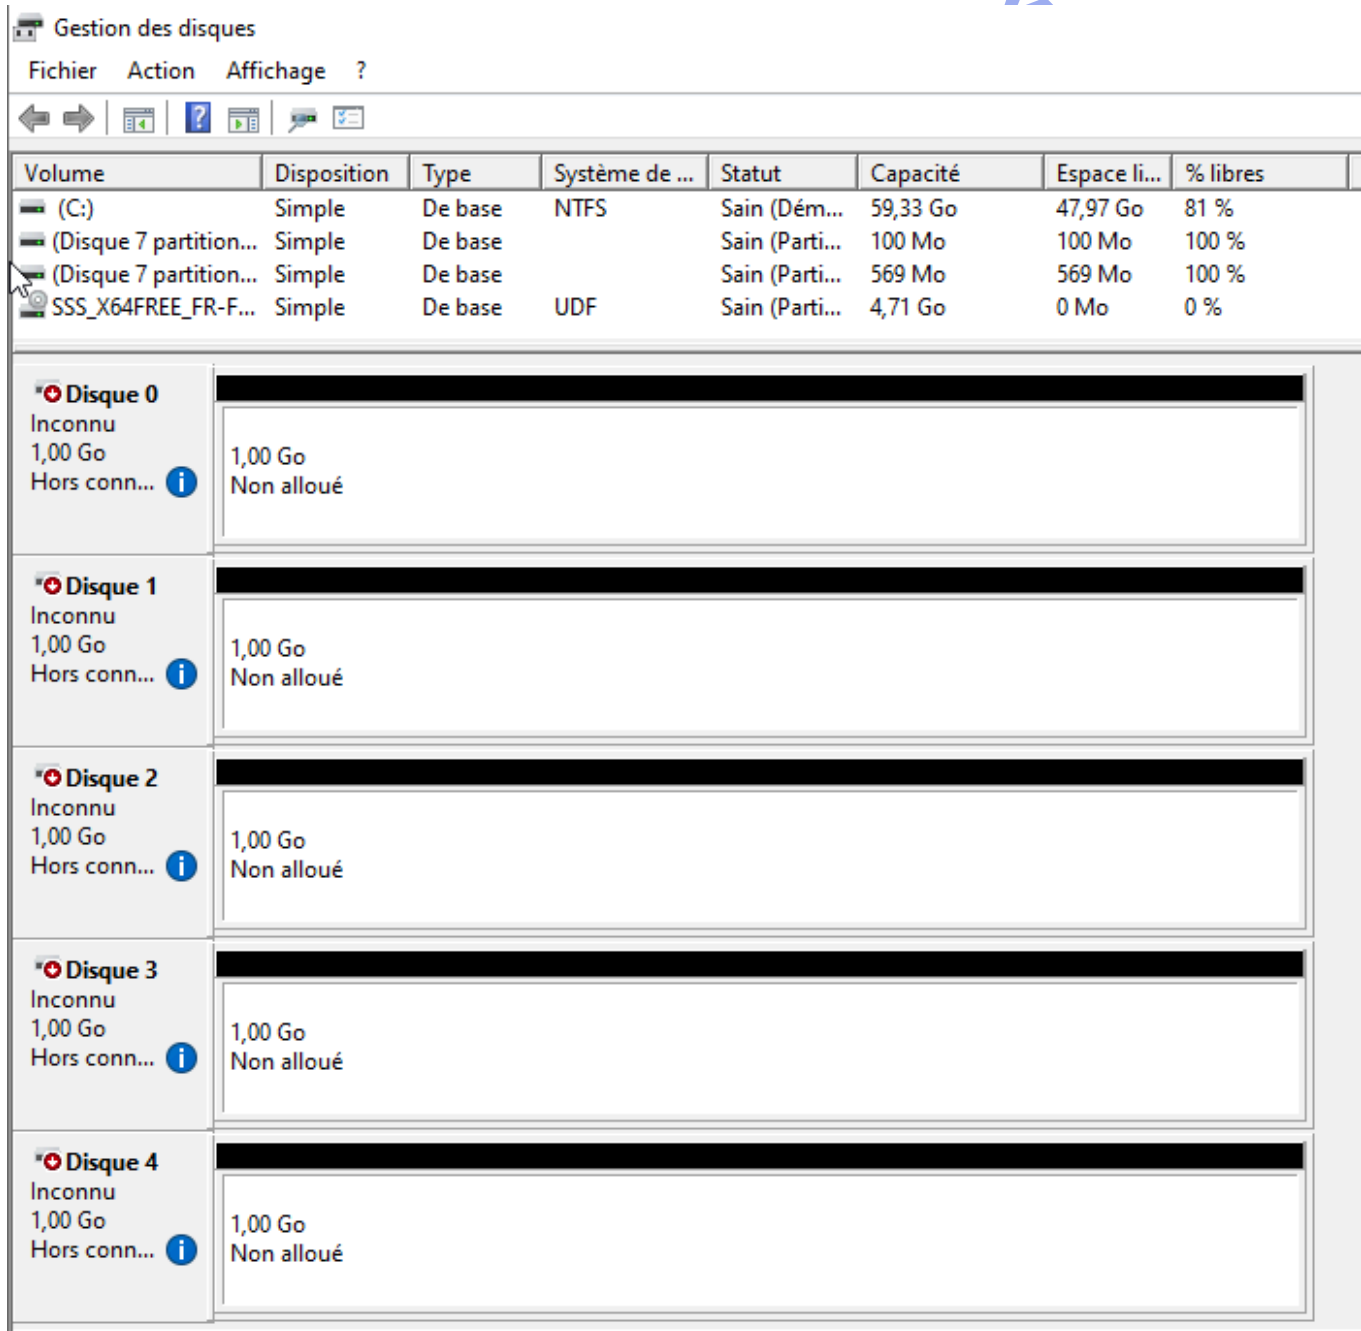 Gestion des disques
Fichier Action Affichage ?
Volume Disposition Type Système de ... Statut Capacité Espace li... % libres
(C:) Simple De base NTFS Sain (Dém... 59,33 Go 47,97 Go 81 %
(Disque 7 partition... Simple De base Sain (Parti... 100 Mo 100 Mo 100 %
(Disque 7 partition... Simple De base Sain (Parti... 569 Mo 569 Mo 100 %
SSS_X64FREE_FR-F... Simple De base UDF Sain (Parti... 4,71 Go 0 Mo 0 %
Disque 0
Inconnu
1,00 Go
Hors conn...
1,00 Go
Non alloué
Disque 1
Inconnu
1,00 Go
Hors conn...
1,00 Go
Non alloué
Disque 2
Inconnu
1,00 Go
Hors conn...
1,00 Go
Non alloué
Disque 3
Inconnu
1,00 Go
Hors conn...
1,00 Go
Non alloué
Disque 4
Inconnu
1,00 Go
Hors conn...
1,00 Go
Non alloué